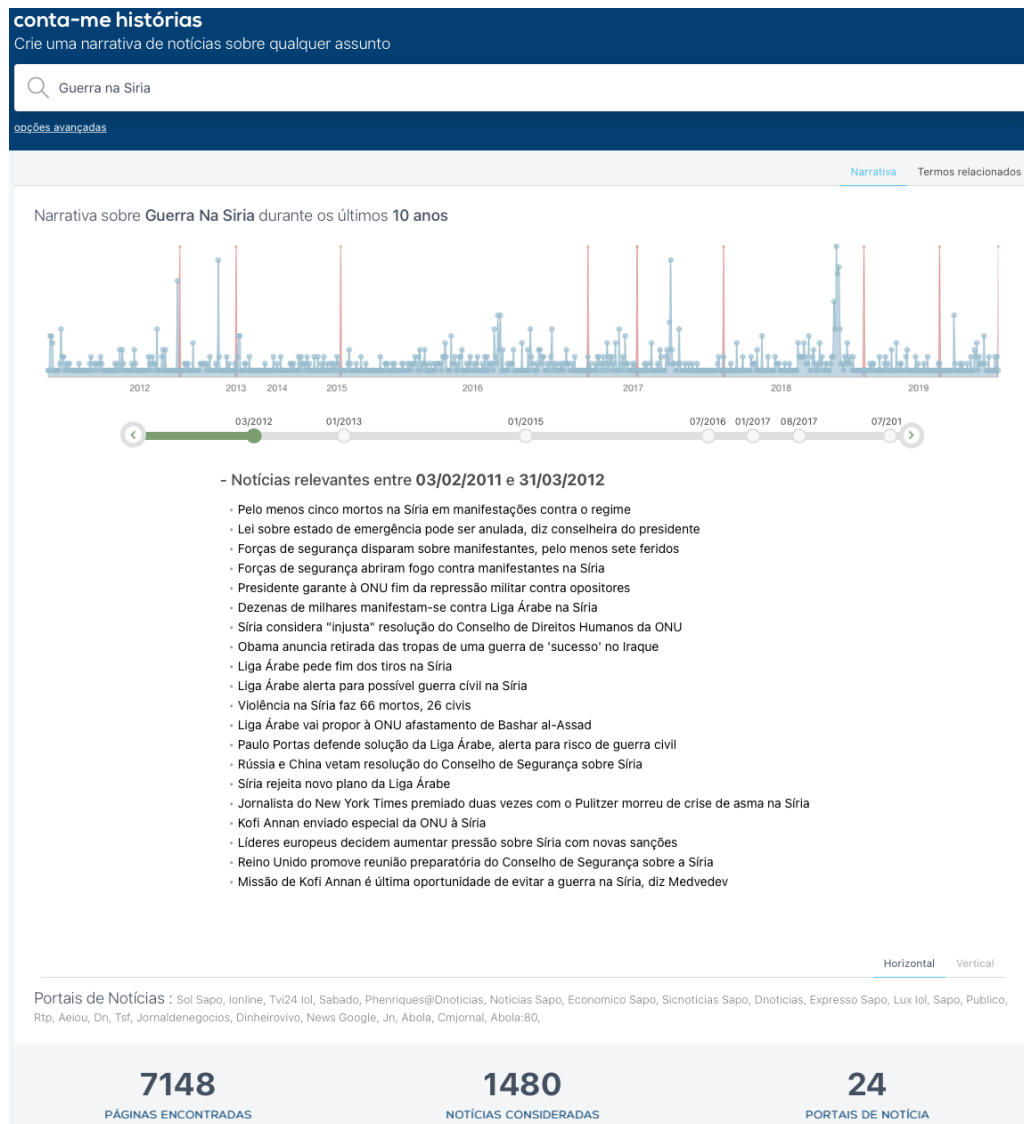 conta-me histórias
Crie uma narrativa de notícias sobre qualquer assunto
Guerra na Siria
opções avançadas
Narrativa Termos relacionados
Narrativa sobre Guerra Na Siria durante os últimos 10 anos
2012 2013 2014 2015 2016 2017 2018 2019
03/2012 01/2013 01/2015 07/2016 01/2017 08/2017 07/201
- Notícias relevantes entre 03/02/2011 e 31/03/2012
• Pelo menos cinco mortos na Síria em manifestações contra o regime
• Lei sobre estado de emergência pode ser anulada, diz conselheira do presidente
• Forças de segurança disparam sobre manifestantes, pelo menos sete feridos
• Forças de segurança abriram fogo contra manifestantes na Síria
• Presidente garante à ONU fim da repressão militar contra opositores
• Dezenas de milhares manifestam-se contra Liga Árabe na Síria
• Síria considera "injusta" resolução do Conselho de Direitos Humanos da ONU
• Obama anuncia retirada das tropas de uma guerra de 'sucesso' no Iraque
• Liga Árabe pede fim dos tiros na Síria
• Liga Árabe alerta para possível guerra cívil na Síria
• Violência na Síria faz 66 mortos, 26 civis
• Liga Árabe vai propor à ONU afastamento de Bashar al-Assad
• Paulo Portas defende solução da Liga Árabe, alerta para risco de guerra civil
• Rússia e China vetam resolução do Conselho de Segurança sobre Síria
• Síria rejeita novo plano da Liga Árabe
• Jornalista do New York Times premiado duas vezes com o Pulitzer morreu de crise de asma na Síria
• Kofi Annan enviado especial da ONU à Síria
• Líderes europeus decidem aumentar pressão sobre Síria com novas sanções
• Reino Unido promove reunião preparatória do Conselho de Segurança sobre a Síria
• Missão de Kofi Annan é última oportunidade de evitar a guerra na Síria, diz Medvedev
Horizontal Vertical
Portais de Notícias : Sol Sapo, Ionline, Tvi24 Iol, Sabado, Phenriques@Dnoticias, Noticias Sapo, Economico Sapo, Sicnoticias Sapo, Dnoticias, Expresso Sapo, Lux Iol, Sapo, Publico,
Rtp, Aeiou, Dn, Tsf, Jornaldenegocios, Dinheirovivo, News Google, Jn, Abola, Cmjornal, Abola:80,
7148 1480 24
PÁGINAS ENCONTRADAS NOTÍCIAS CONSIDERADAS PORTAIS DE NOTÍCIA